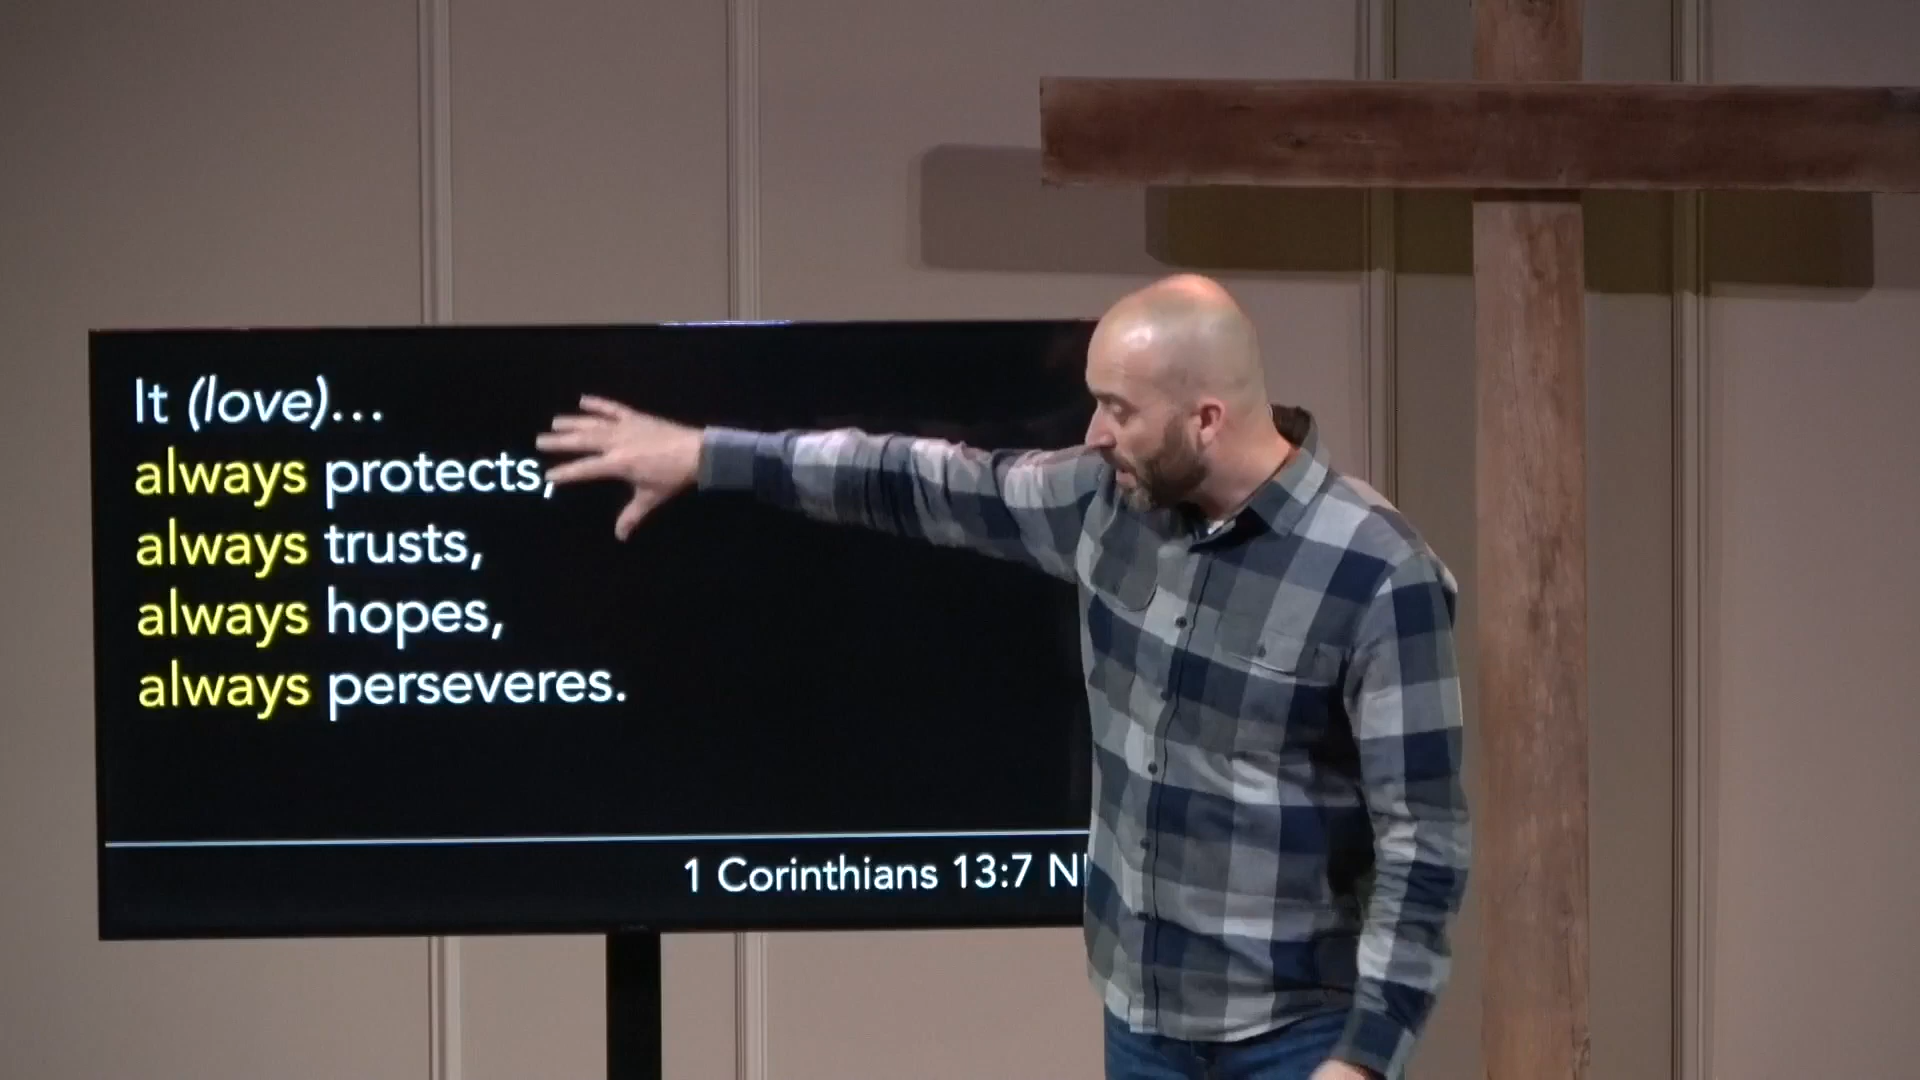 It (love)...
always protects,
always trusts,
always hopes,
always perseveres.
1 Corinthians 13:7